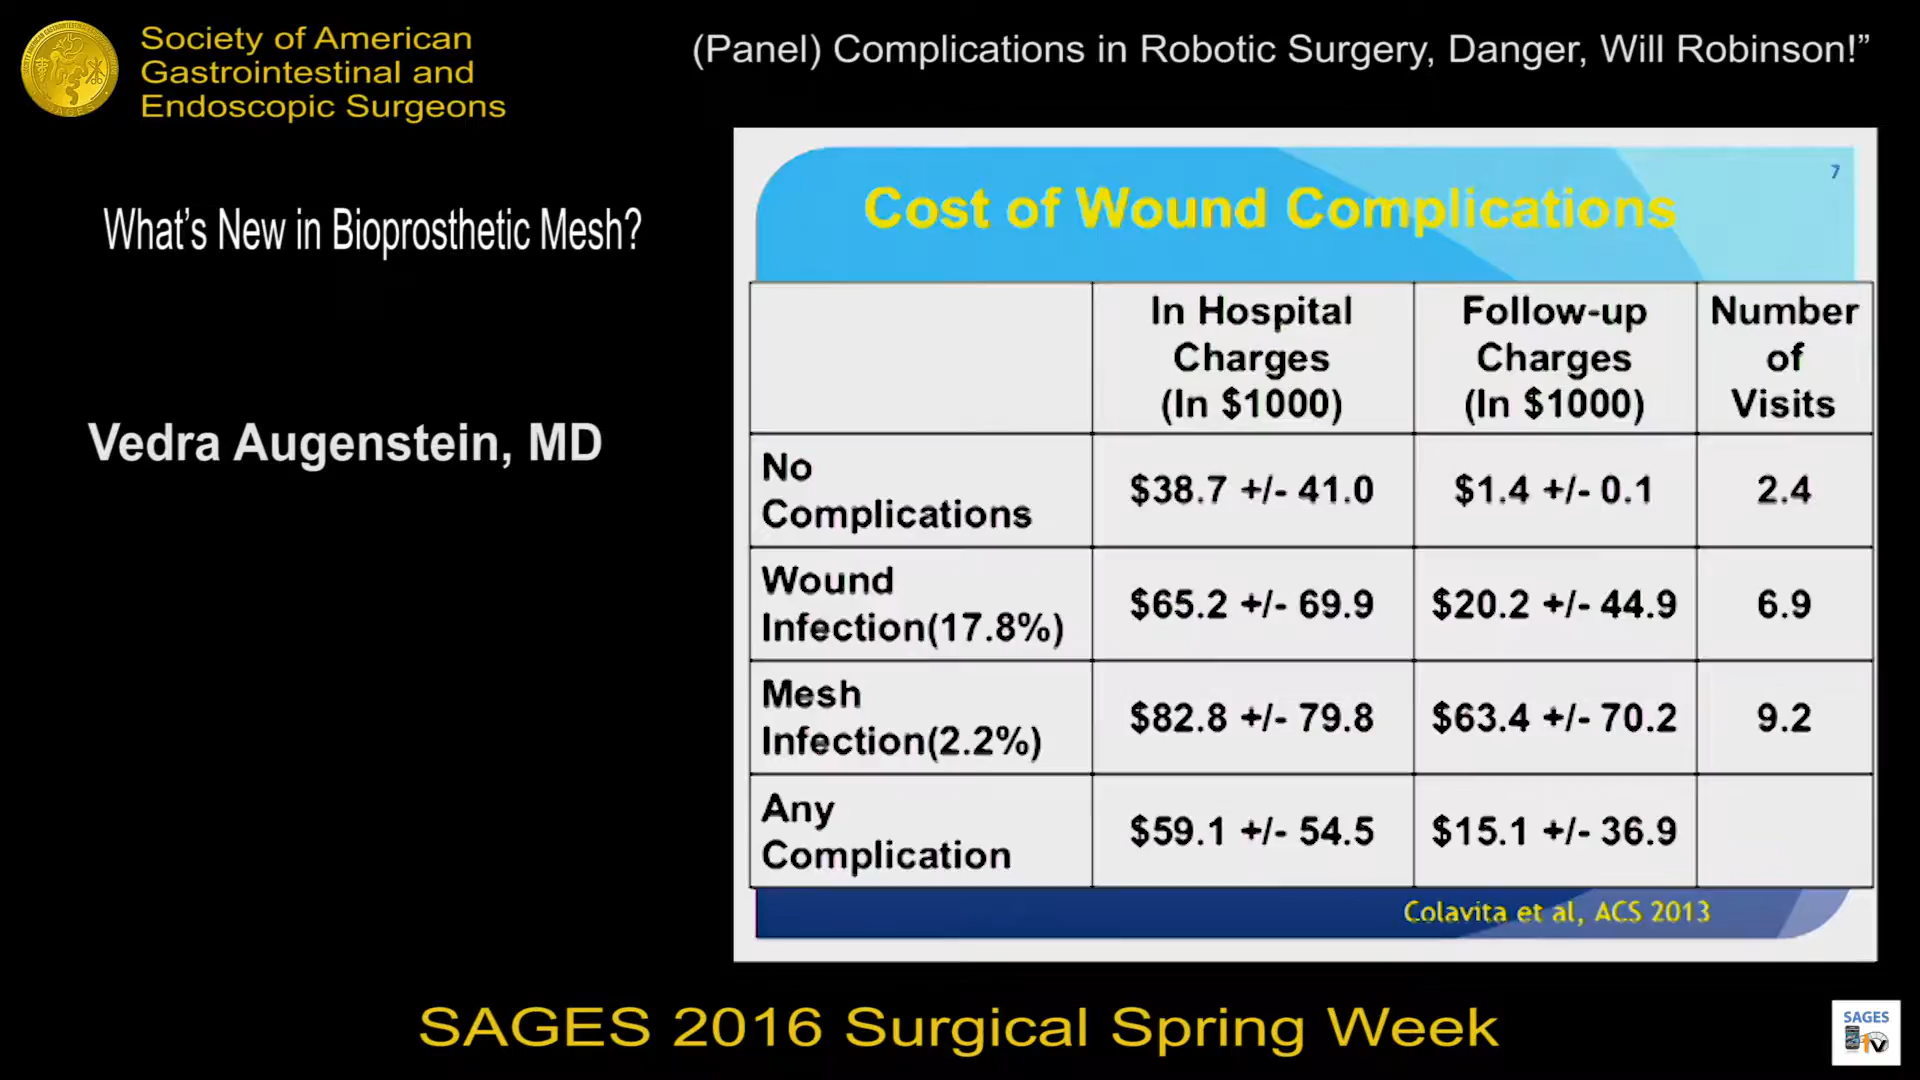 Society of American
Gastrointestinal and
Endoscopic Surgeons
(Panel) Complications in Robotic Surgery, Danger, Will Robinson!”
What’s New in Bioprosthetic Mesh?
Vedra Augenstein, MD
7
Cost of Wound Complications
In Hospital
Charges
(In $1000)
Follow-up
Charges
(In $1000)
Number
of
Visits
No
Complications
$38.7 +/- 41.0
$1.4 +/- 0.1
2.4
Wound
Infection(17.8%)
$65.2 +/- 69.9
$20.2 +/- 44.9
6.9
Mesh
Infection(2.2%)
$82.8 +/- 79.8
$63.4 +/- 70.2
9.2
Any
Complication
$59.1 +/- 54.5
$15.1 +/- 36.9
Colavita et al, ACS 2013
SAGES 2016 Surgical Spring Week
SAGES
TV